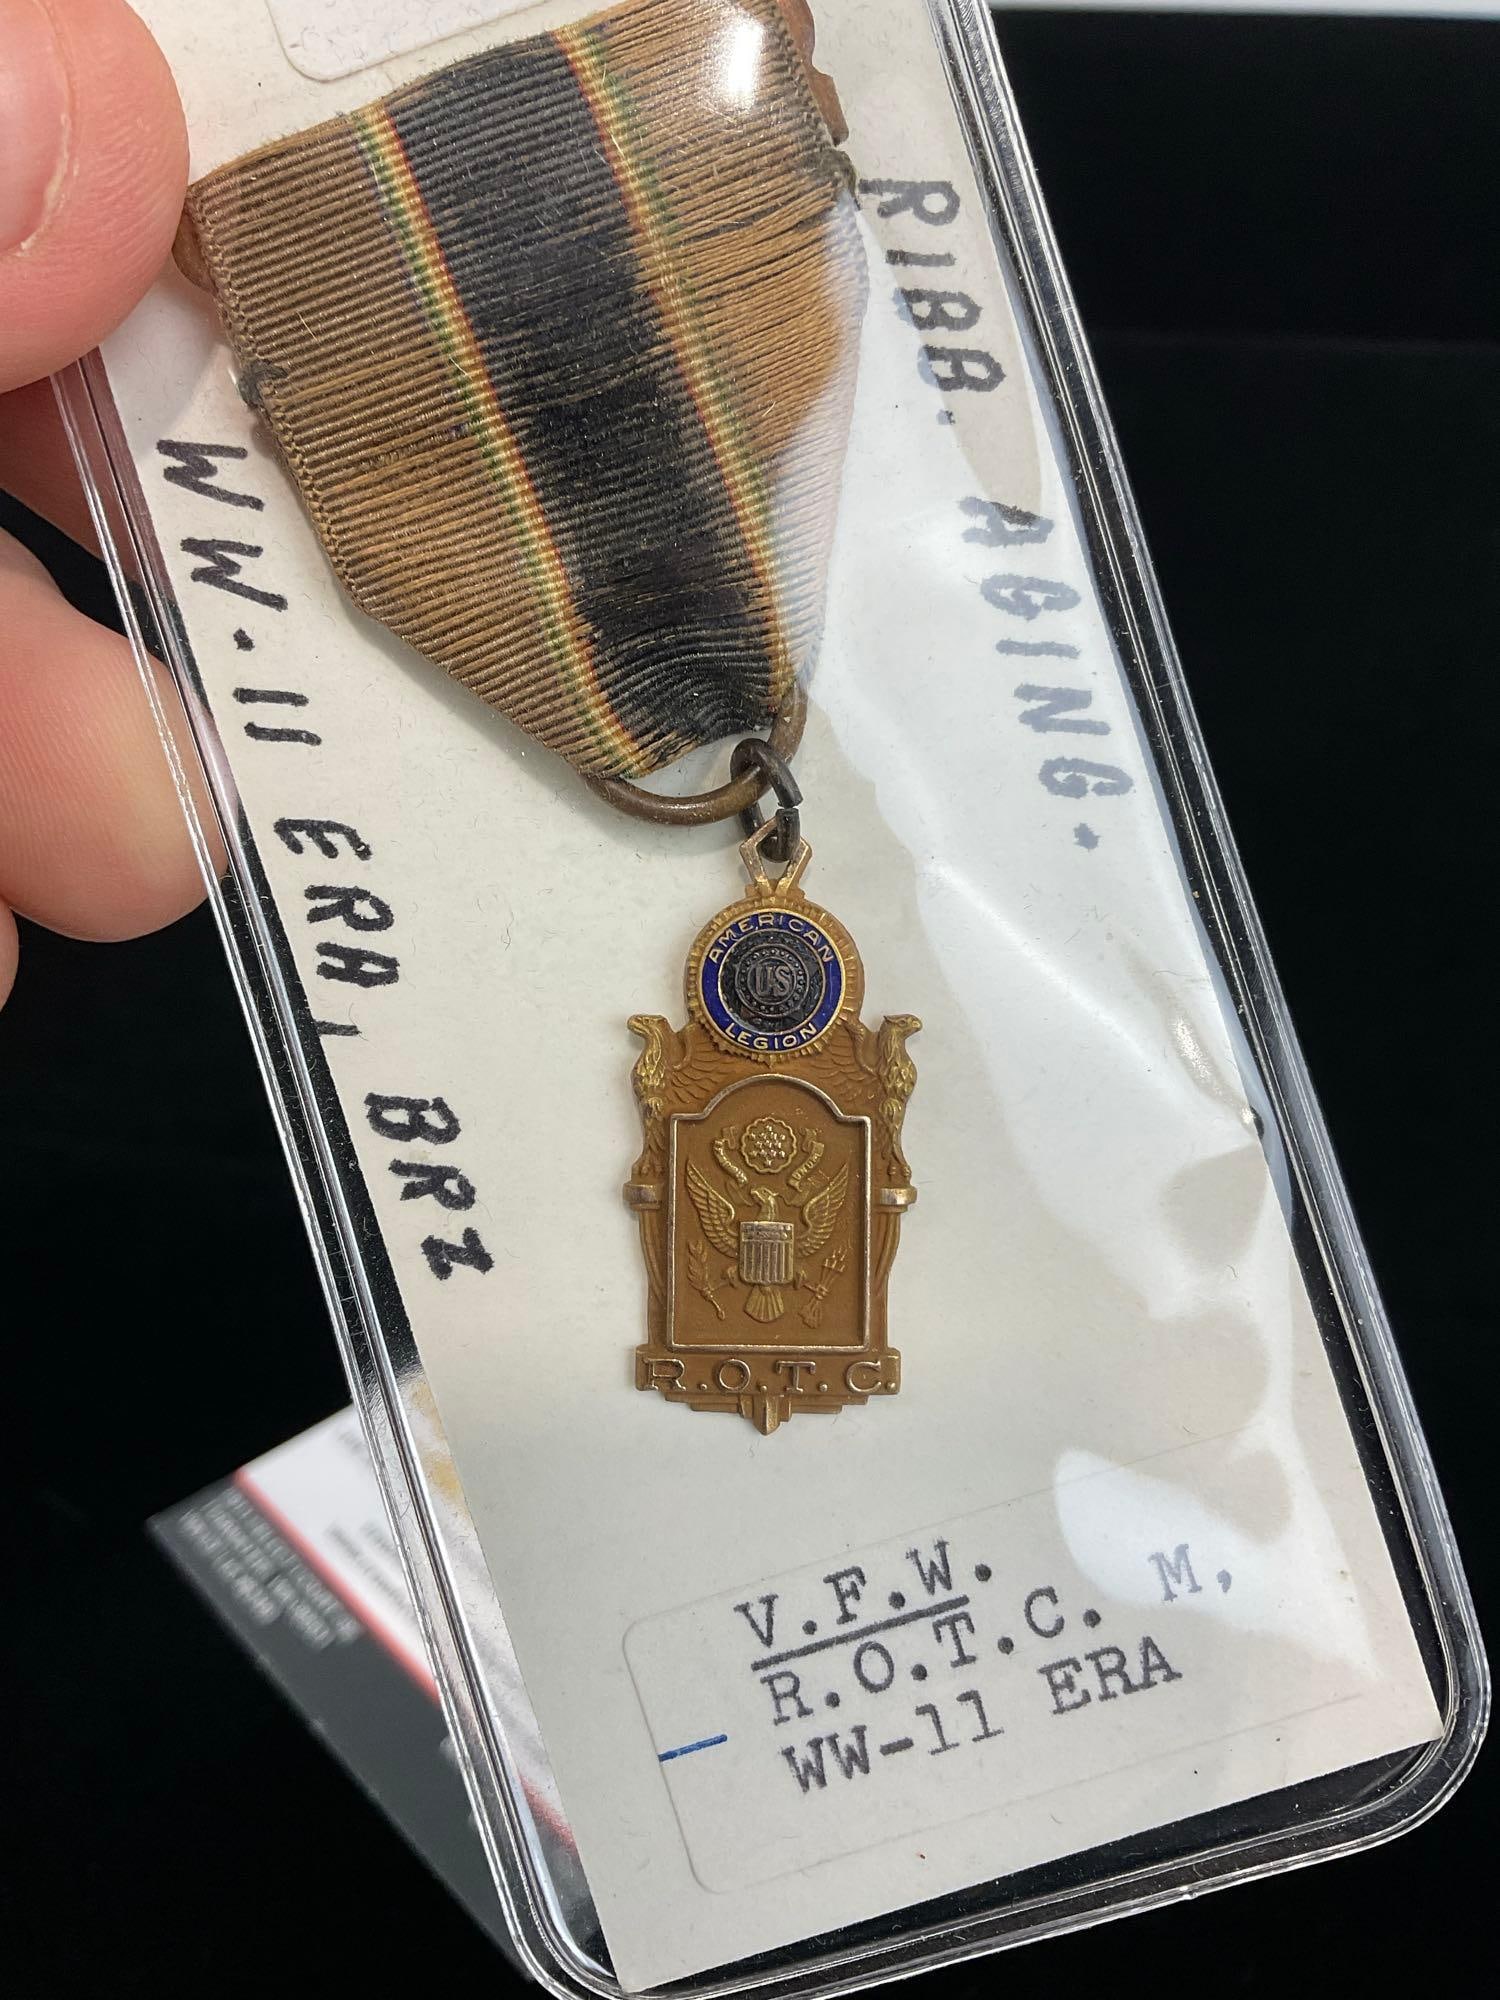 RIBB. AGING.
WW.II ERA, BRZ
AMERICAN
US
LEGION
R.O.T.C.
V.F.W.
R.O.T.C. M,
WW-11 ERA